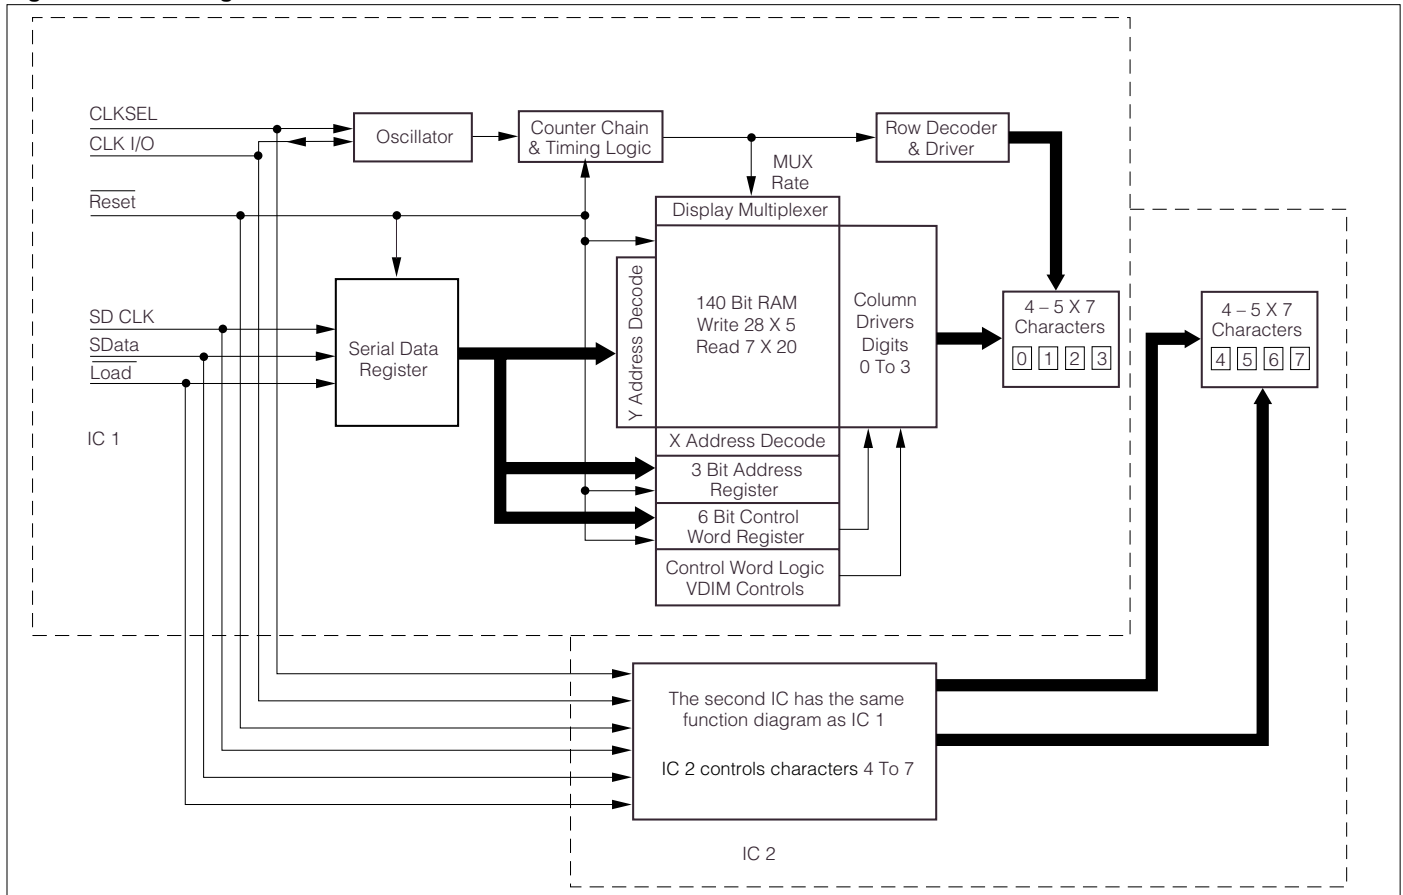 CLKSEL
CLK I/O
Reset
SD CLK
SData
Load
IC 1
Oscillator
Counter Chain
& Timing Logic
Row Decoder
& Driver
MUX
Rate
Serial Data
Register
Display Multiplexer
Y Address Decode
140 Bit RAM
Write 28 X 5
Read 7 X 20
Column
Drivers
Digits
0 To 3
X Address Decode
3 Bit Address
Register
6 Bit Control
Word Register
Control Word Logic
VDIM Controls
4 – 5 X 7
Characters
0 1 2 3
4 – 5 X 7
Characters
4 5 6 7
The second IC has the same
function diagram as IC 1
IC 2 controls characters 4 To 7
IC 2